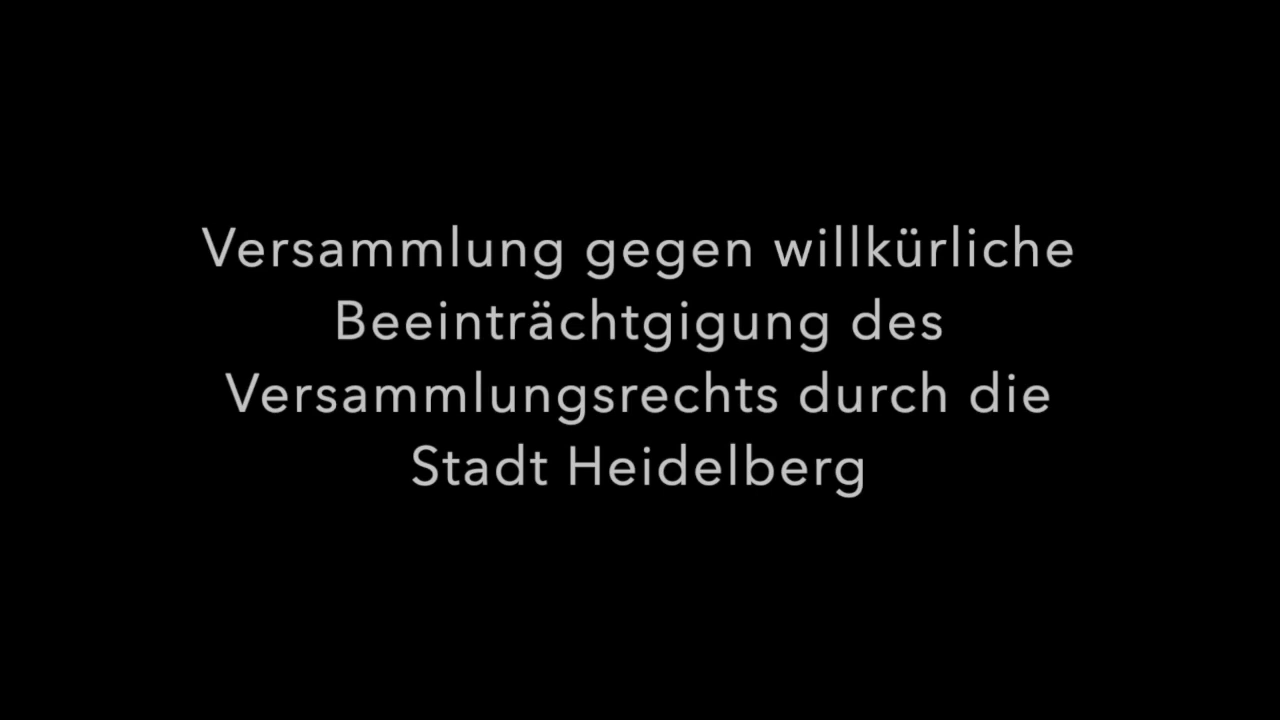 Versammlung gegen willkürliche
Beeinträchtgigung des
Versammlungsrechts durch die
Stadt Heidelberg